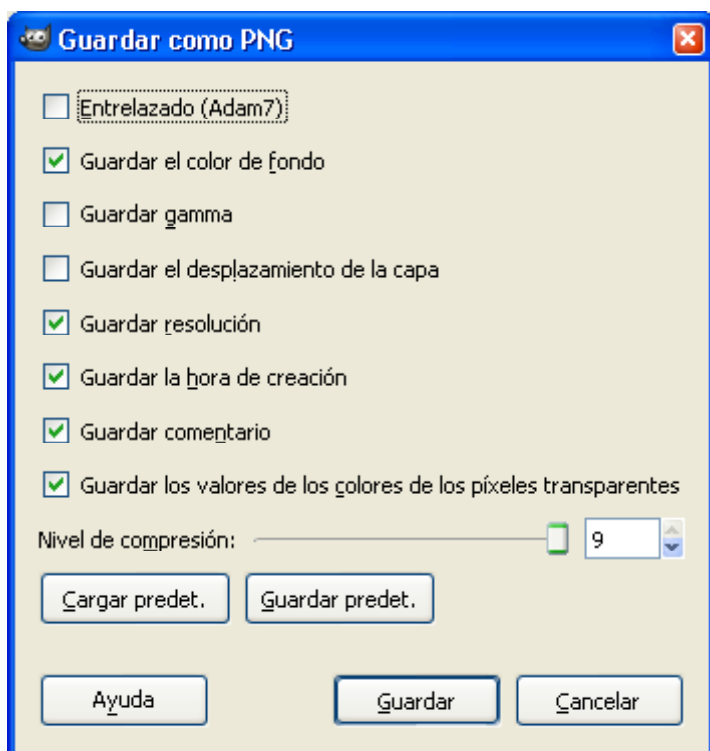 Guardar como PNG
Entrelazado (Adam7)
Guardar el color de fondo
Guardar gamma
Guardar el desplazamiento de la capa
Guardar resolución
Guardar la hora de creación
Guardar comentario
Guardar los valores de los colores de los píxeles transparentes
Nivel de compresión: 9
Cargar predet. Guardar predet.
Ayuda Guardar Cancelar